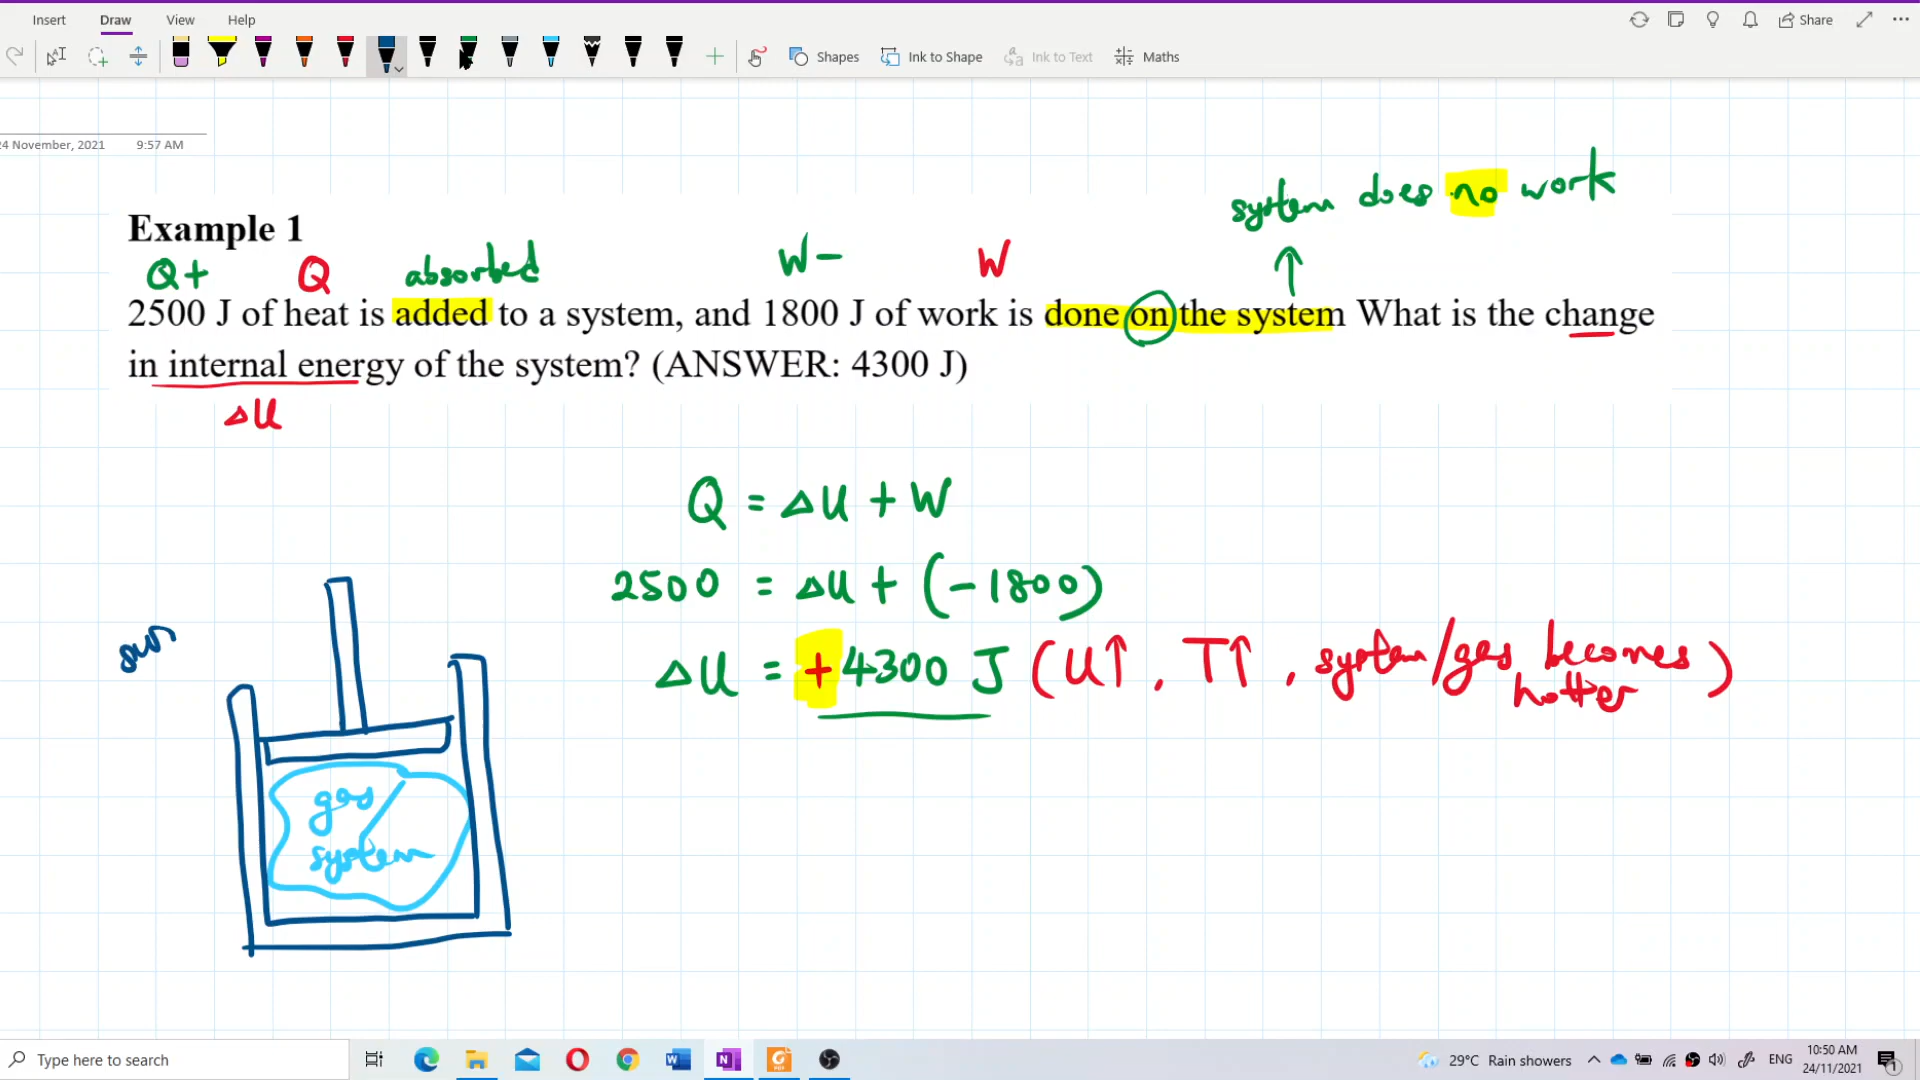 Insert Draw View Help
Share
Shapes Ink to Shape Ink to Text Maths
24 November, 2021 9:57 AM
system does no work
Example 1
Q+ Q absorbed W- W ↑
2500 J of heat is added to a system, and 1800 J of work is done on the system What is the change
in internal energy of the system? (ANSWER: 4300 J)
ΔU
Q = ΔU + W
2500 = ΔU + (-1800)
ΔU = +4300 J (U↑, T↑, system/gas becomes
hotter)
gas
system
Type here to search
29°C Rain showers
ENG
10:50 AM
24/11/2021
1